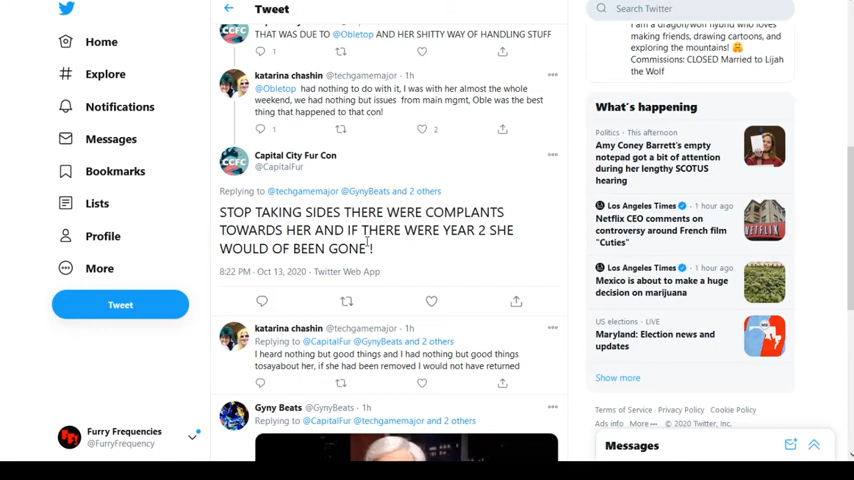 Tweet
Search Twitter
Home
Explore
Notifications
Messages
Bookmarks
Lists
Profile
More
Tweet
Furry Frequencies
@FurryFrequency
THAT WAS DUE TO @Obletop AND HER SHITTY WAY OF HANDLING STUFF
1
katarina chashin @techgamemajor · 1h
@Obletop had nothing to do with it, I was with her almost the whole
weekend, we had nothing but issues from main mgmt, Oble was the best
thing that happened to that con!
1 2
Capital City Fur Con
@CapitalFur
Replying to @techgamemajor @GynyBeats and 2 others
STOP TAKING SIDES THERE WERE COMPLANTS
TOWARDS HER AND IF THERE WERE YEAR 2 SHE
WOULD OF BEEN GONE !
8:22 PM · Oct 13, 2020 · Twitter Web App
katarina chashin @techgamemajor · 1h
Replying to @CapitalFur @GynyBeats and 2 others
I heard nothing but good things and I had nothing but good things
tosayabout her, if she had been removed I would not have returned
Gyny Beats @GynyBeats · 1h
Replying to @CapitalFur @techgamemajor and 2 others
I am a dragon/wolf hybrid who loves
making friends, drawing cartoons, and
exploring the mountains! 🤗
Commissions: CLOSED Married to Lijah
the Wolf
What's happening
Politics · This afternoon
Amy Coney Barrett's empty
notepad got a bit of attention
during her lengthy SCOTUS
hearing
Los Angeles Times · 1 hour ago
Netflix CEO comments on
controversy around French film
"Cuties"
Los Angeles Times · 1 hour ago
Mexico is about to make a huge
decision on marijuana
US elections · LIVE
Maryland: Election news and
updates
Show more
Terms of Service Privacy Policy Cookie Policy
Ads info More © 2020 Twitter, Inc.
Messages
CCFC
CCFC
NETFLIX